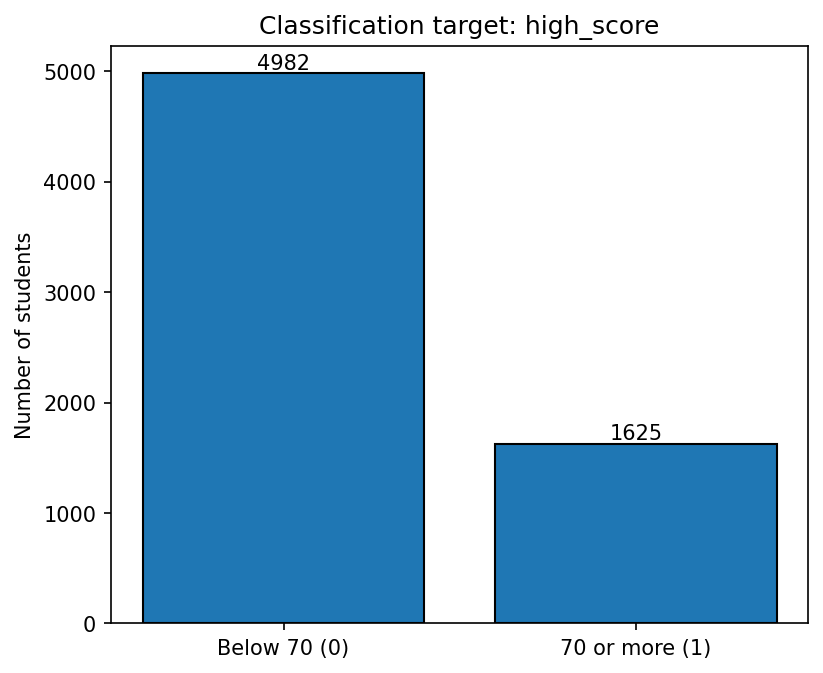 Classification target: high_score
Number of students
5000
4000
3000
2000
1000
0
4982
1625
Below 70 (0)
70 or more (1)